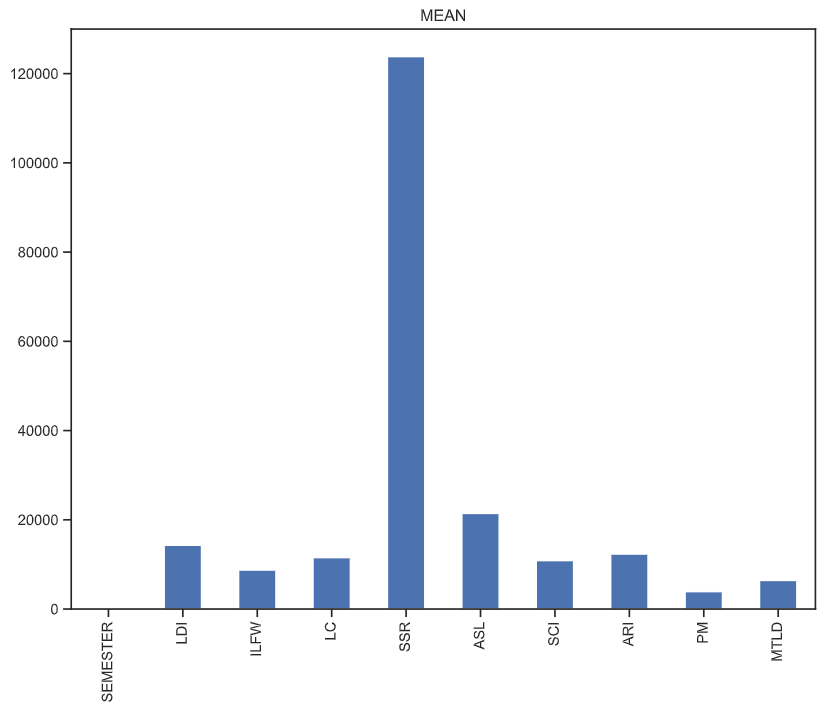 MEAN
120000
100000
80000
60000
40000
20000
0
SEMESTER
LDI
ILFW
LC
SSR
ASL
SCI
ARI
PM
MTLD